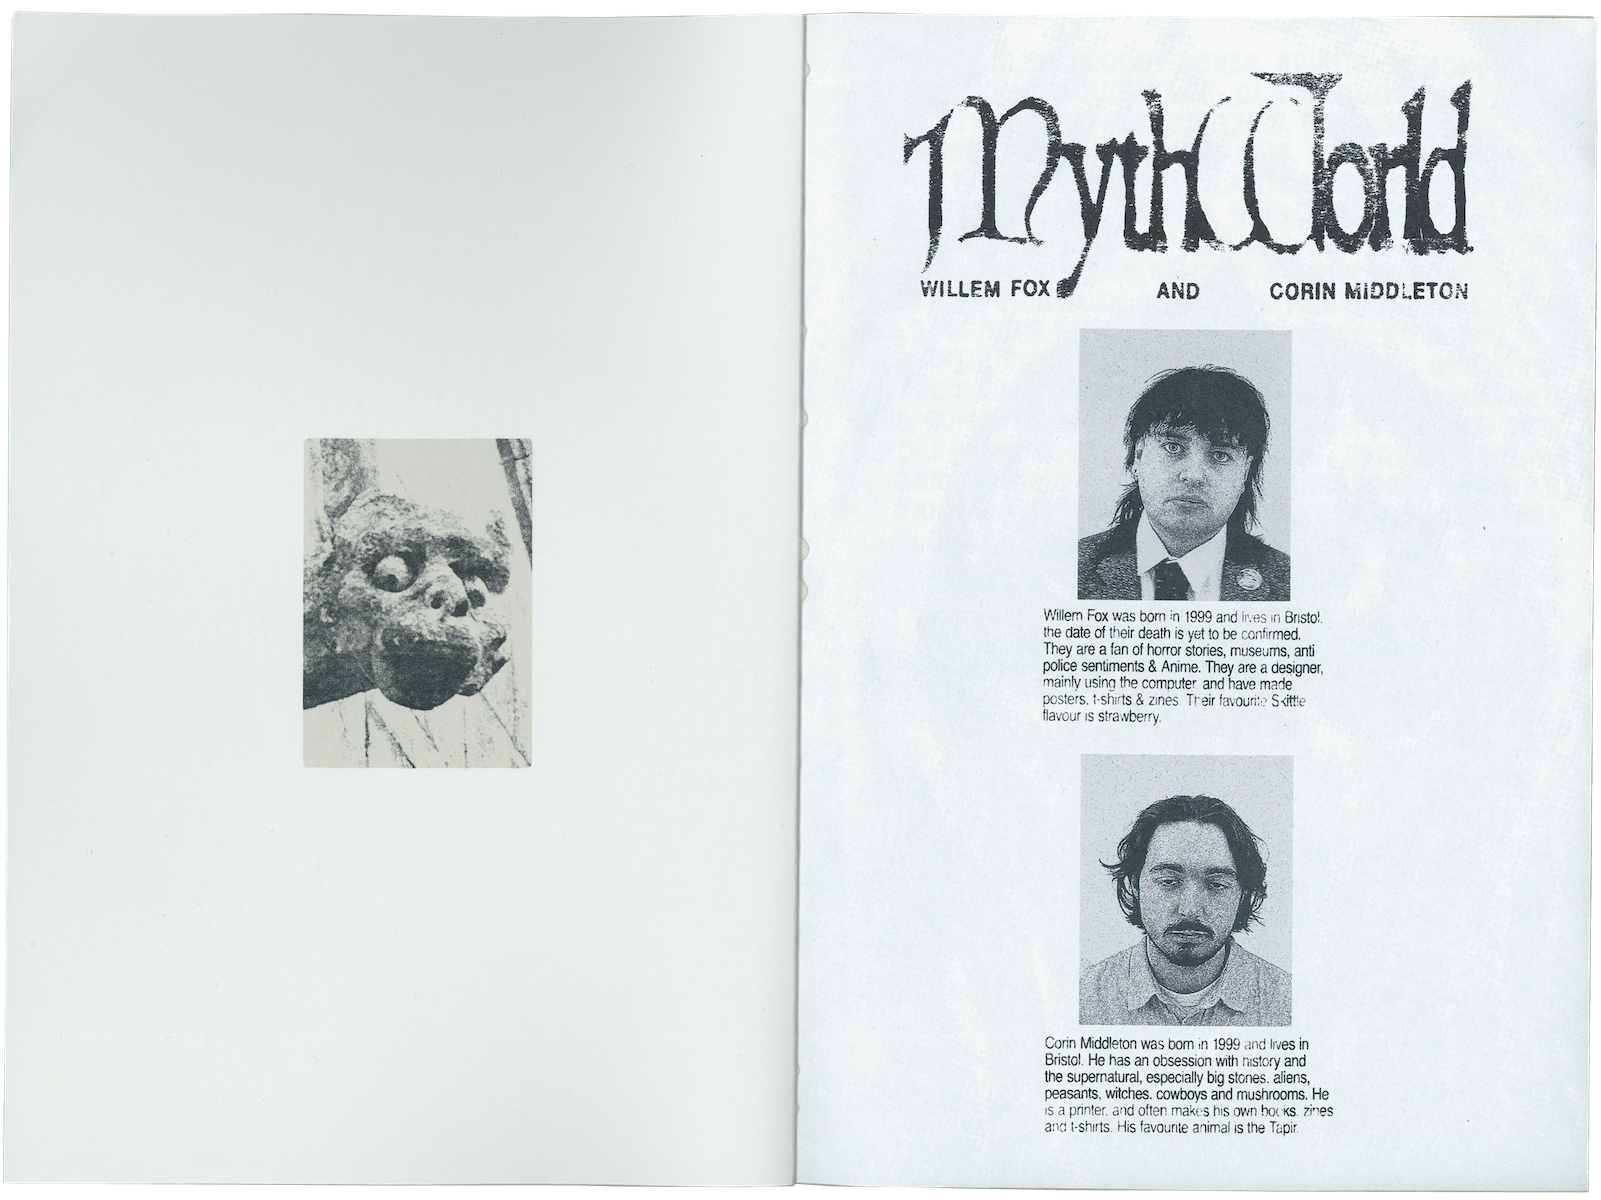 Myth World
WILLEM FOX AND CORIN MIDDLETON
Willem Fox was born in 1999 and lives in Bristol,
the date of their death is yet to be confirmed.
They are a fan of horror stories, museums, anti
police sentiments & Anime. They are a designer,
mainly using the computer and have made
posters, t-shirts & zines. Their favourite Skittle
flavour is strawberry.
Corin Middleton was born in 1999 and lives in
Bristol. He has an obsession with history and
the supernatural, especially big stones, aliens,
peasants, witches, cowboys and mushrooms. He
is a printer, and often makes his own books, zines
and t-shirts. His favourite animal is the Tapir.